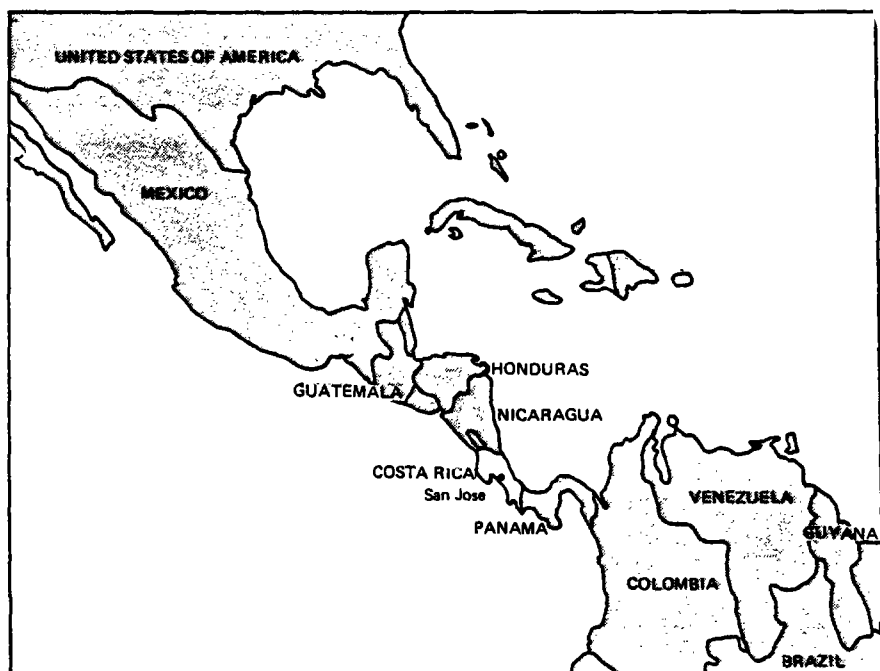 UNITED STATES OF AMERICA
MEXICO
HONDURAS
GUATEMALA
NICARAGUA
COSTA RICA
San Jose
PANAMA
VENEZUELA
GUYANA
COLOMBIA
BRAZIL